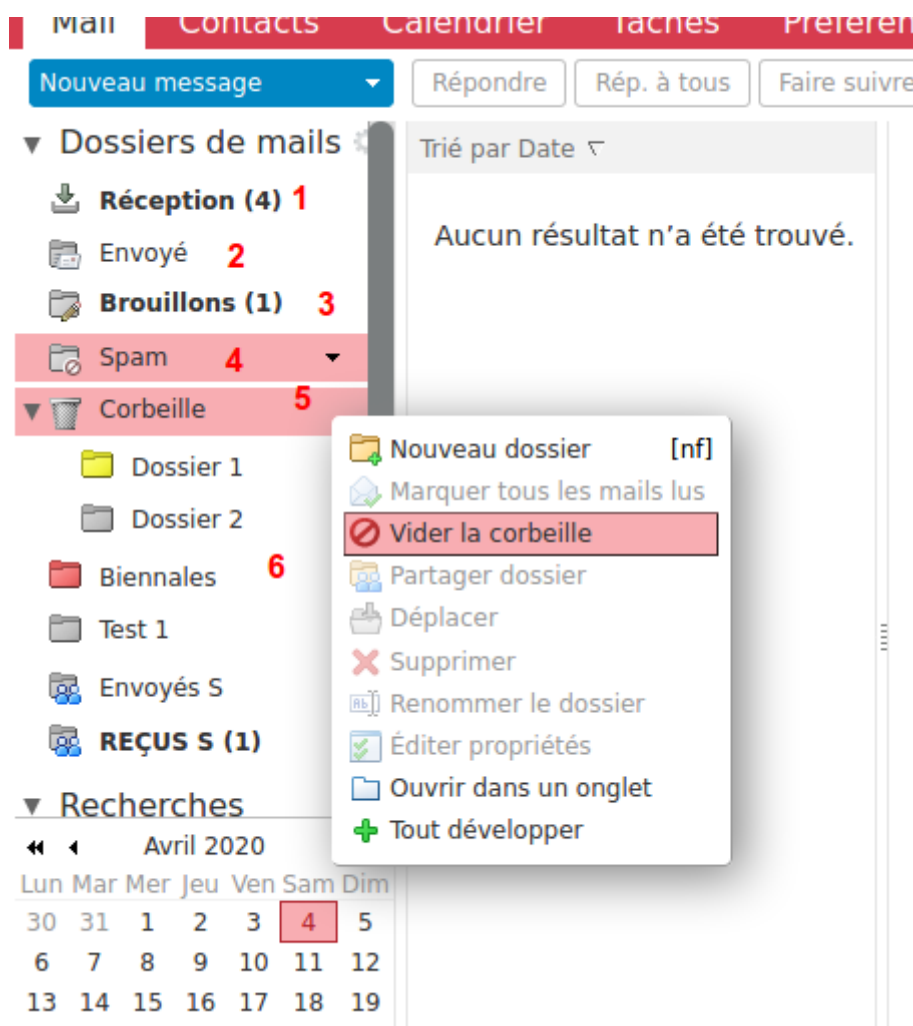 Mail Contacts Calendrier Tâches Préféren
Nouveau message Répondre Rép. à tous Faire suivre
Dossiers de mails
Trié par Date
Réception (4) 1
Aucun résultat n’a été trouvé.
Envoyé 2
Brouillons (1) 3
Spam 4
Corbeille 5
Dossier 1
Dossier 2
Biennales 6
Test 1
Envoyés S
REÇUS S (1)
Nouveau dossier [nf]
Marquer tous les mails lus
Vider la corbeille
Partager dossier
Déplacer
Supprimer
Renommer le dossier
Éditer propriétés
Ouvrir dans un onglet
Tout développer
Recherches
Avril 2020
Lun Mar Mer Jeu Ven Sam Dim
30 31 1 2 3 4 5
6 7 8 9 10 11 12
13 14 15 16 17 18 19